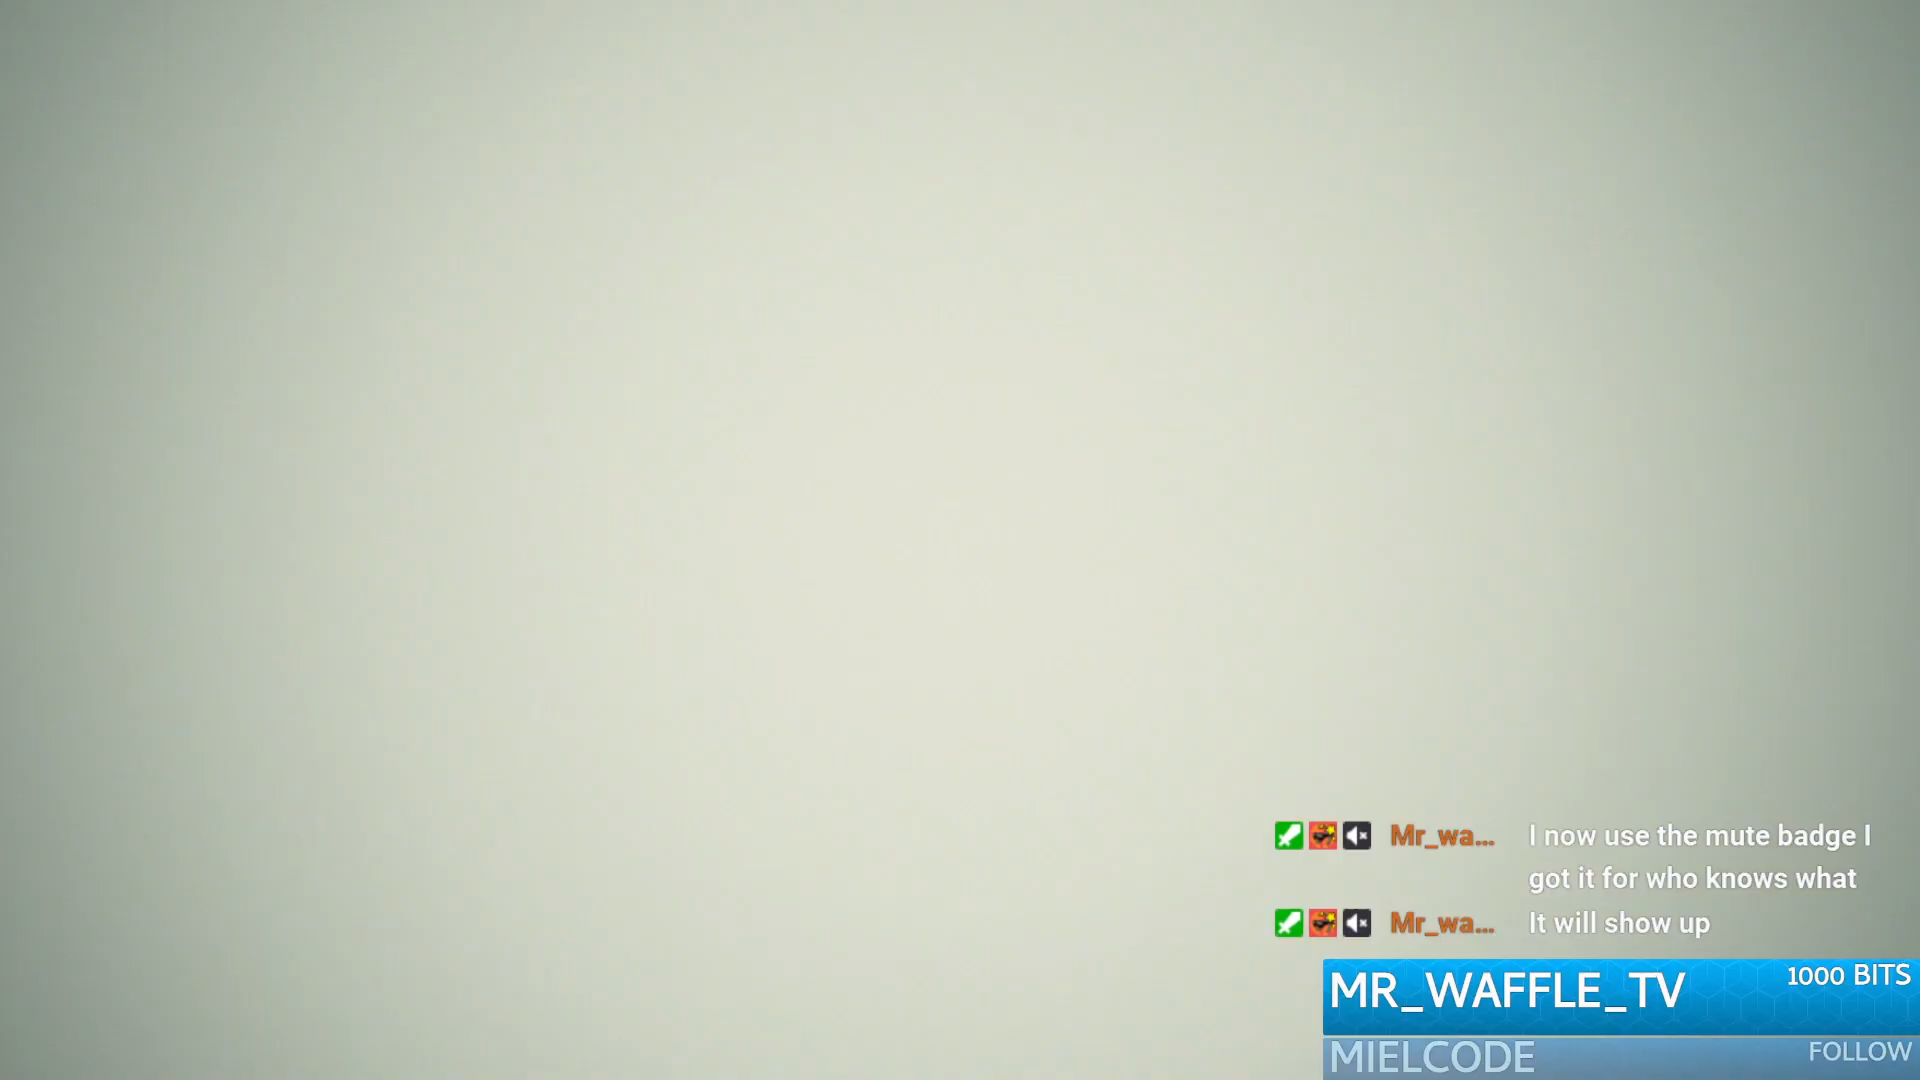 Mr_wa... I now use the mute badge I
got it for who knows what
Mr_wa... It will show up
MR_WAFFLE_TV 1000 BITS
MIELCODE FOLLOW